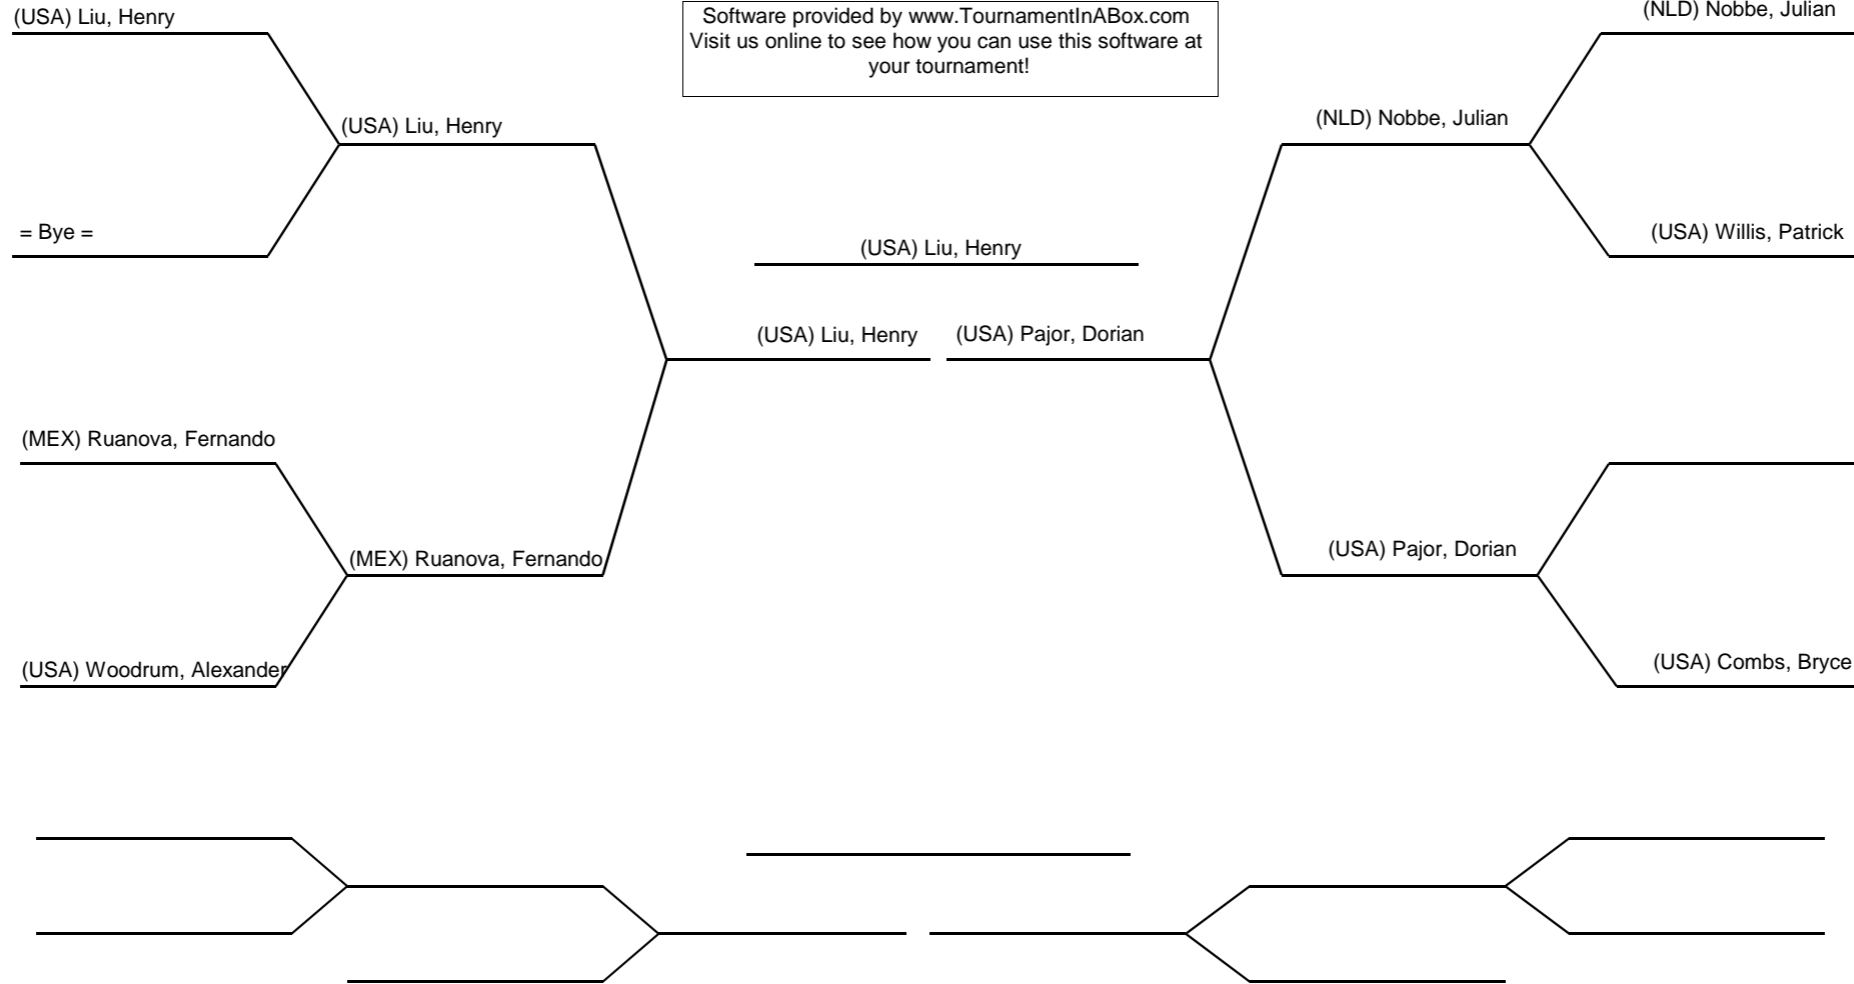 (USA) Liu, Henry
Software provided by www.TournamentInABox.com
Visit us online to see how you can use this software at
your tournament!
(NLD) Nobbe, Julian
(USA) Liu, Henry
(NLD) Nobbe, Julian
= Bye =
(USA) Liu, Henry
(USA) Willis, Patrick
(USA) Liu, Henry
(USA) Pajor, Dorian
(MEX) Ruanova, Fernando
(MEX) Ruanova, Fernando
(USA) Pajor, Dorian
(USA) Woodrum, Alexander
(USA) Combs, Bryce